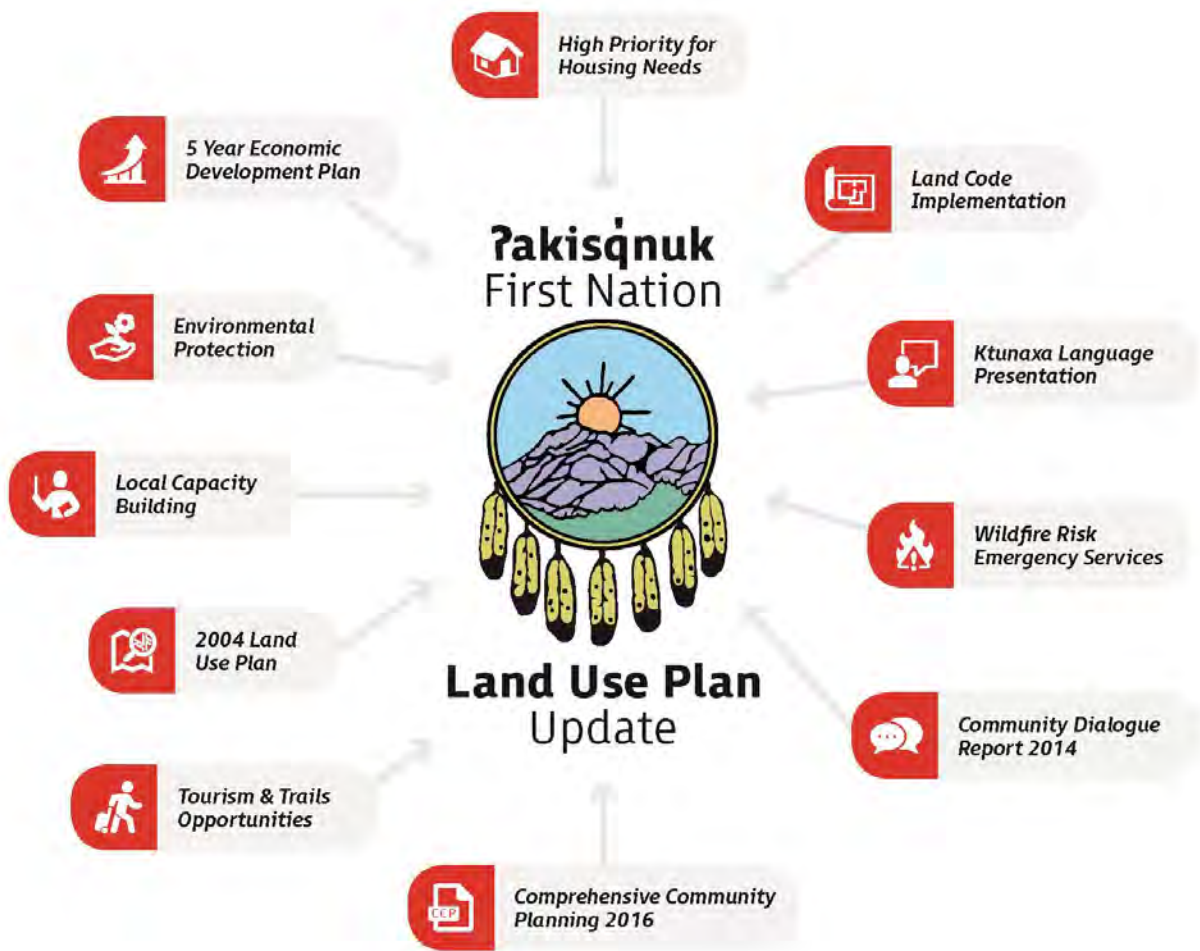 High Priority for
Housing Needs
5 Year Economic
Development Plan
Land Code
Implementation
ʔakisq̓nuk
First Nation
Environmental
Protection
Ktunaxa Language
Presentation
Local Capacity
Building
Wildfire Risk
Emergency Services
2004 Land
Use Plan
Land Use Plan
Update
Community Dialogue
Report 2014
Tourism & Trails
Opportunities
CCP
Comprehensive Community
Planning 2016